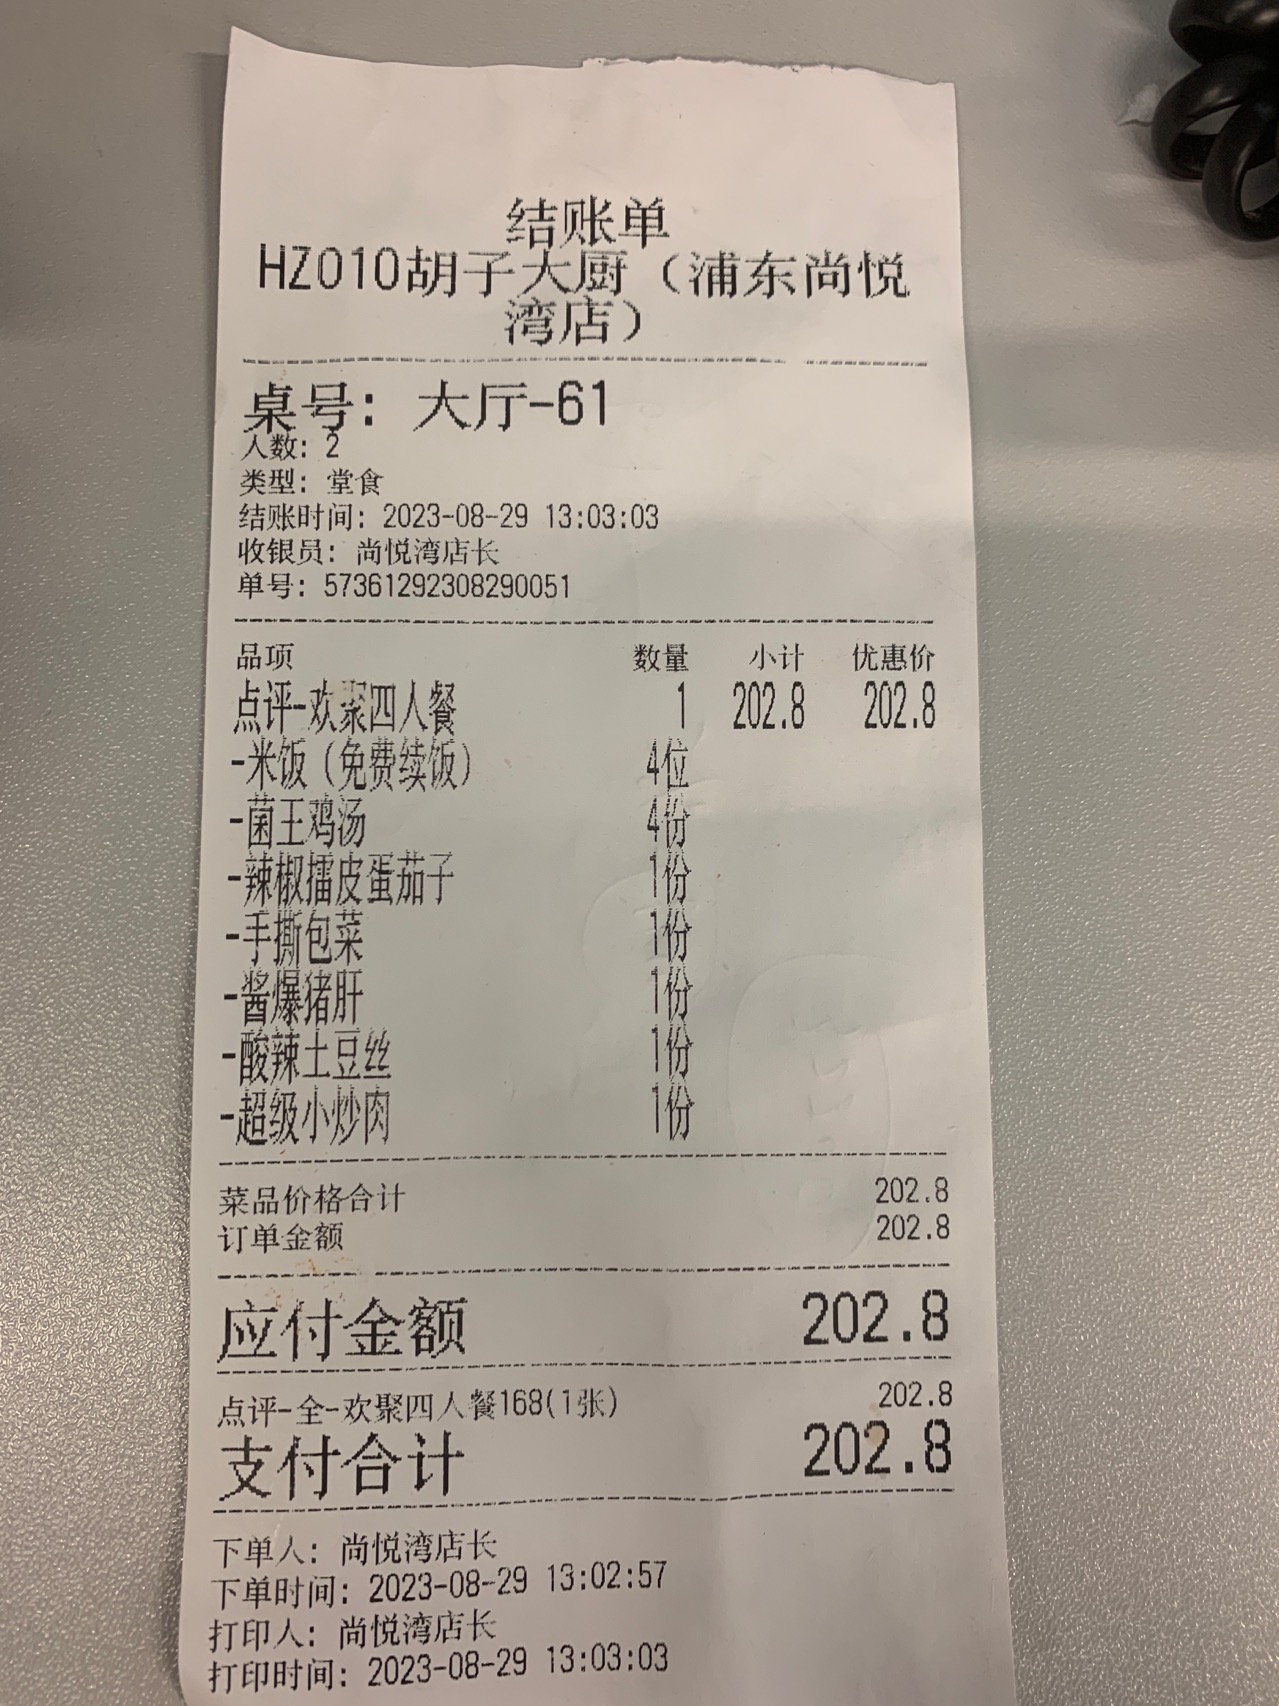 结账单
HZ010胡子大厨（浦东尚悦
湾店）
桌号： 大厅-61
人数：2
类型：堂食
结账时间：2023-08-29 13:03:03
收银员：尚悦湾店长
单号：57361292308290051
品项 数量 小计 优惠价
点评-欢聚四人餐 1 202.8 202.8
-米饭（免费续饭） 4位
-菌王鸡汤 4份
-辣椒擂皮蛋茄子 1份
-手撕包菜 1份
-酱爆猪肝 1份
-酸辣土豆丝 1份
-超级小炒肉 1份
菜品价格合计 202.8
订单金额 202.8
应付金额 202.8
点评-全-欢聚四人餐168(1张) 202.8
支付合计 202.8
下单人：尚悦湾店长
下单时间：2023-08-29 13:02:57
打印人：尚悦湾店长
打印时间：2023-08-29 13:03:03